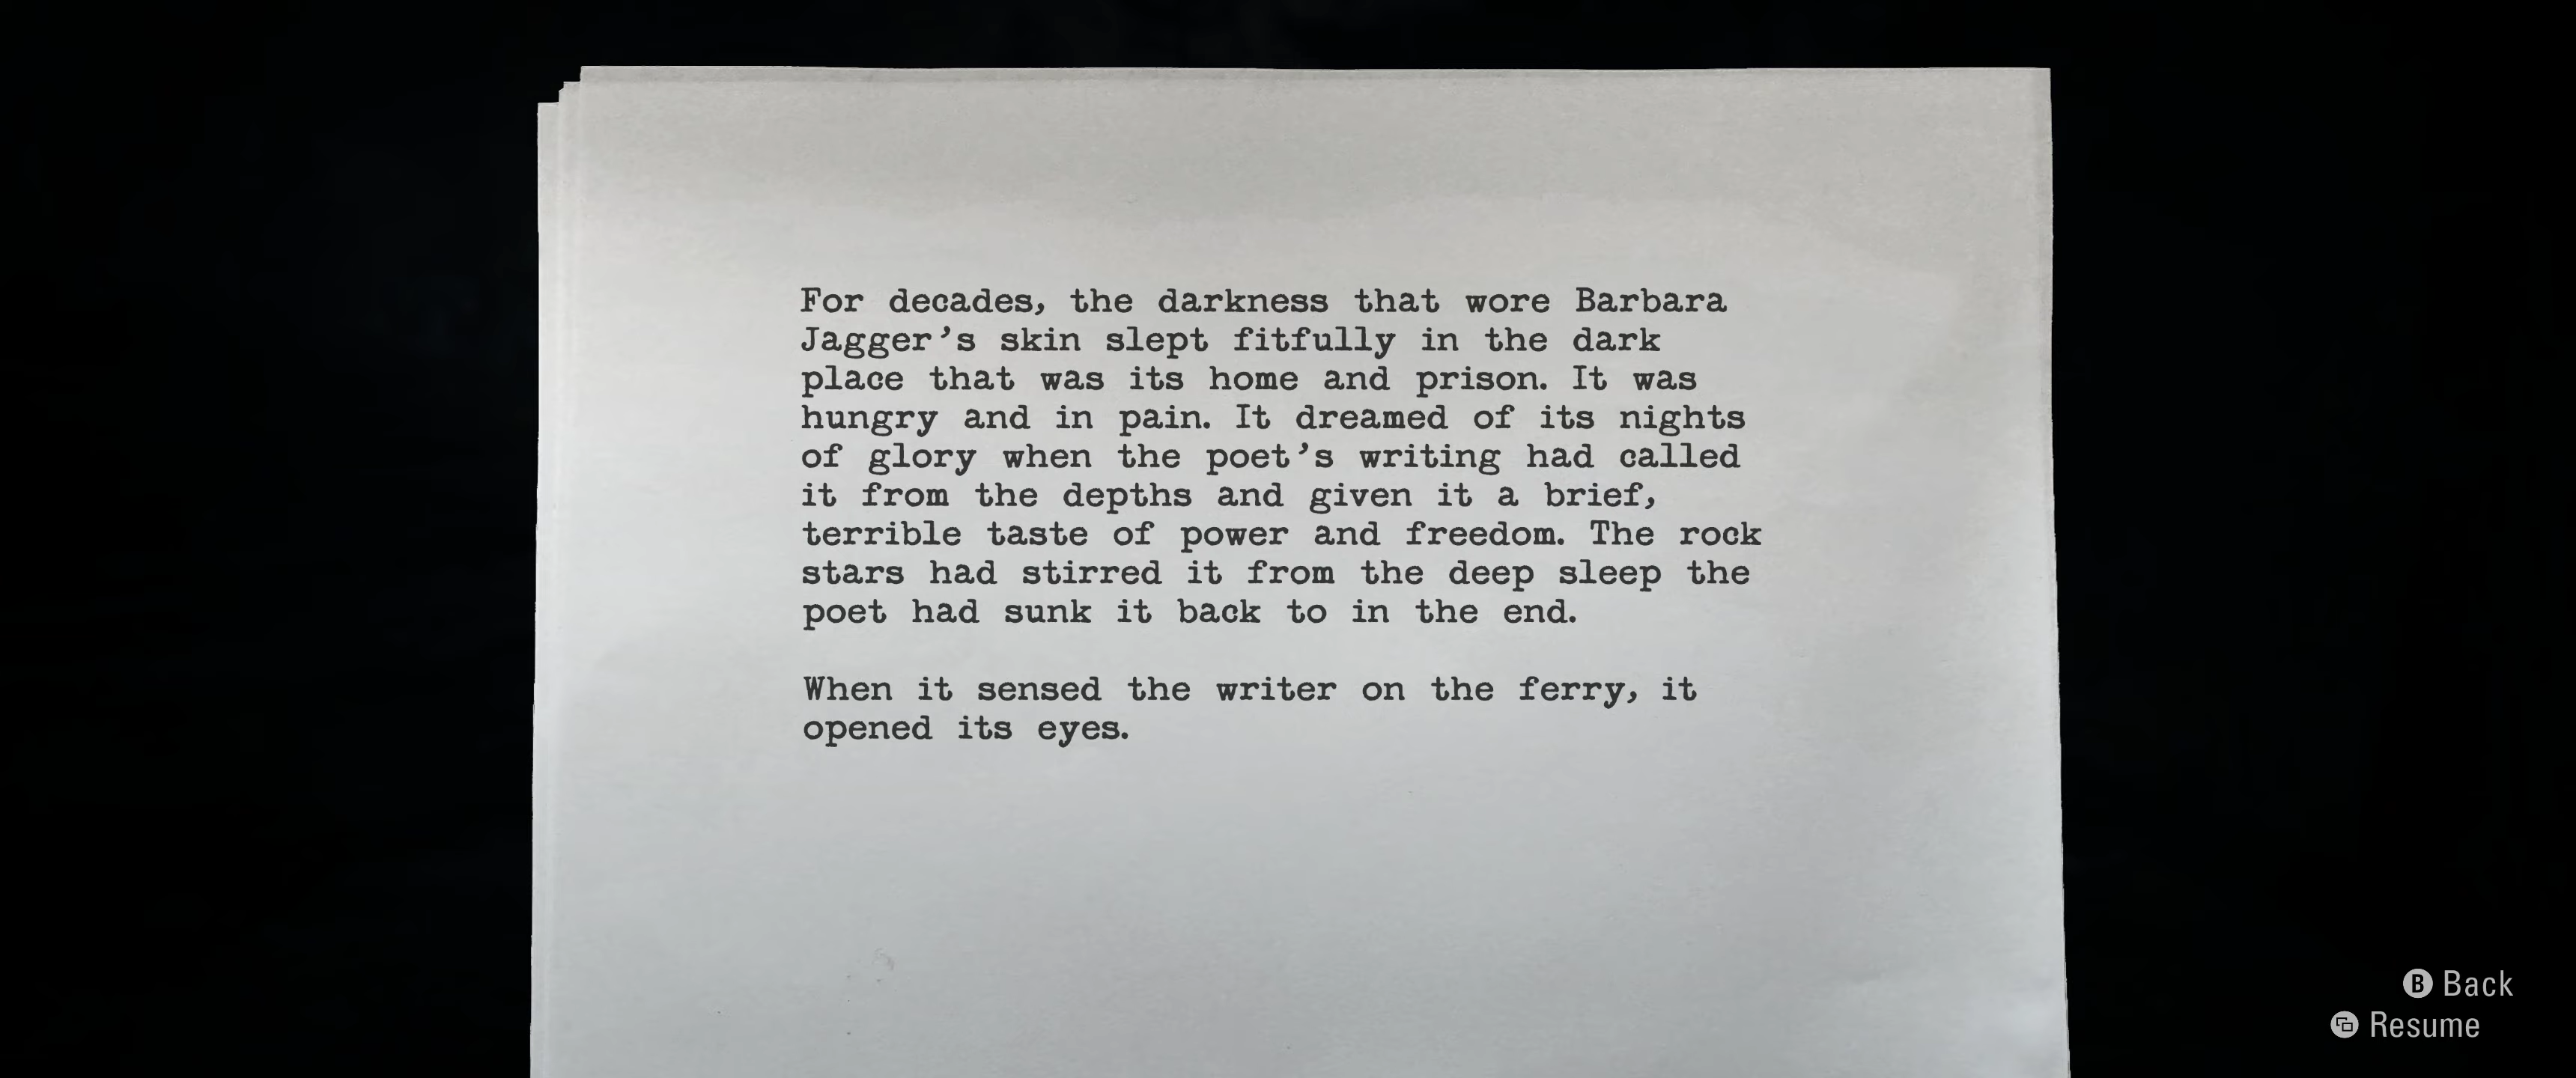 For decades, the darkness that wore Barbara
Jagger’s skin slept fitfully in the dark
place that was its home and prison. It was
hungry and in pain. It dreamed of its nights
of glory when the poet’s writing had called
it from the depths and given it a brief,
terrible taste of power and freedom. The rock
stars had stirred it from the deep sleep the
poet had sunk it back to in the end.
When it sensed the writer on the ferry, it
opened its eyes.
B Back
Resume